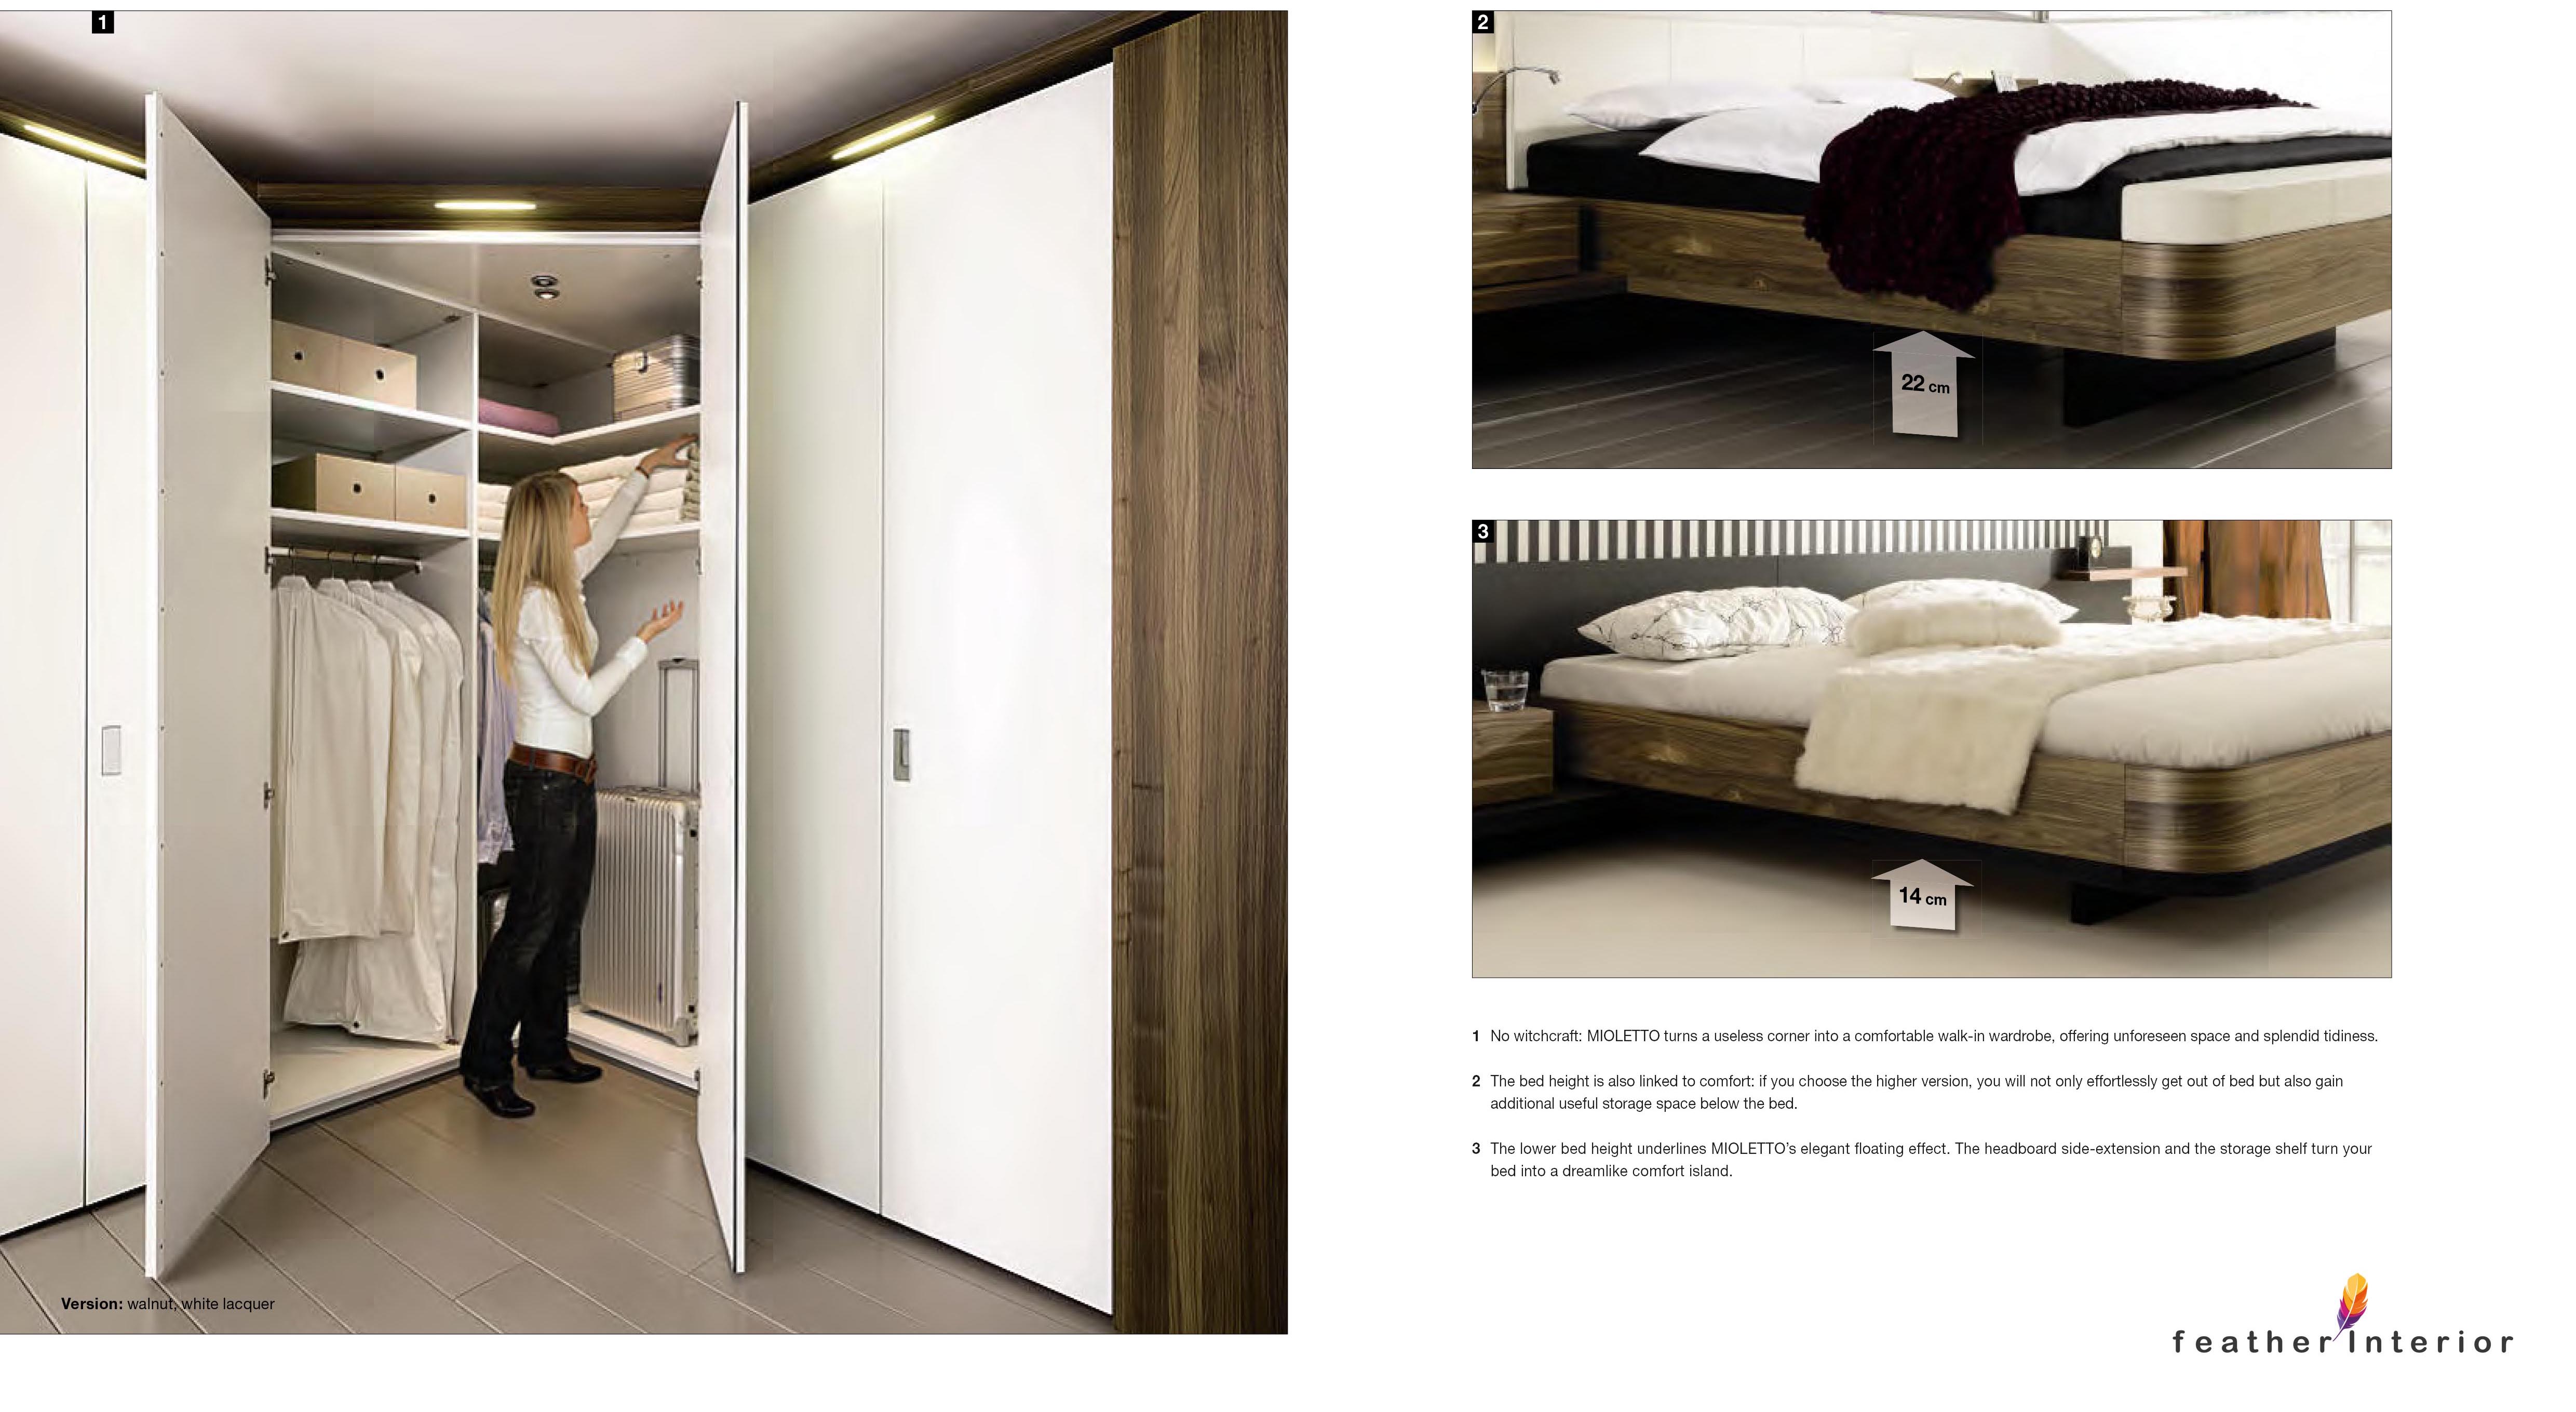 1
Version: walnut, white lacquer
2
22 cm
3
14 cm
1 No witchcraft: MIOLETTO turns a useless corner into a comfortable walk-in wardrobe, offering unforeseen space and splendid tidiness.
2 The bed height is also linked to comfort: if you choose the higher version, you will not only effortlessly get out of bed but also gain
additional useful storage space below the bed.
3 The lower bed height underlines MIOLETTO’s elegant floating effect. The headboard side-extension and the storage shelf turn your
bed into a dreamlike comfort island.
featherInterior